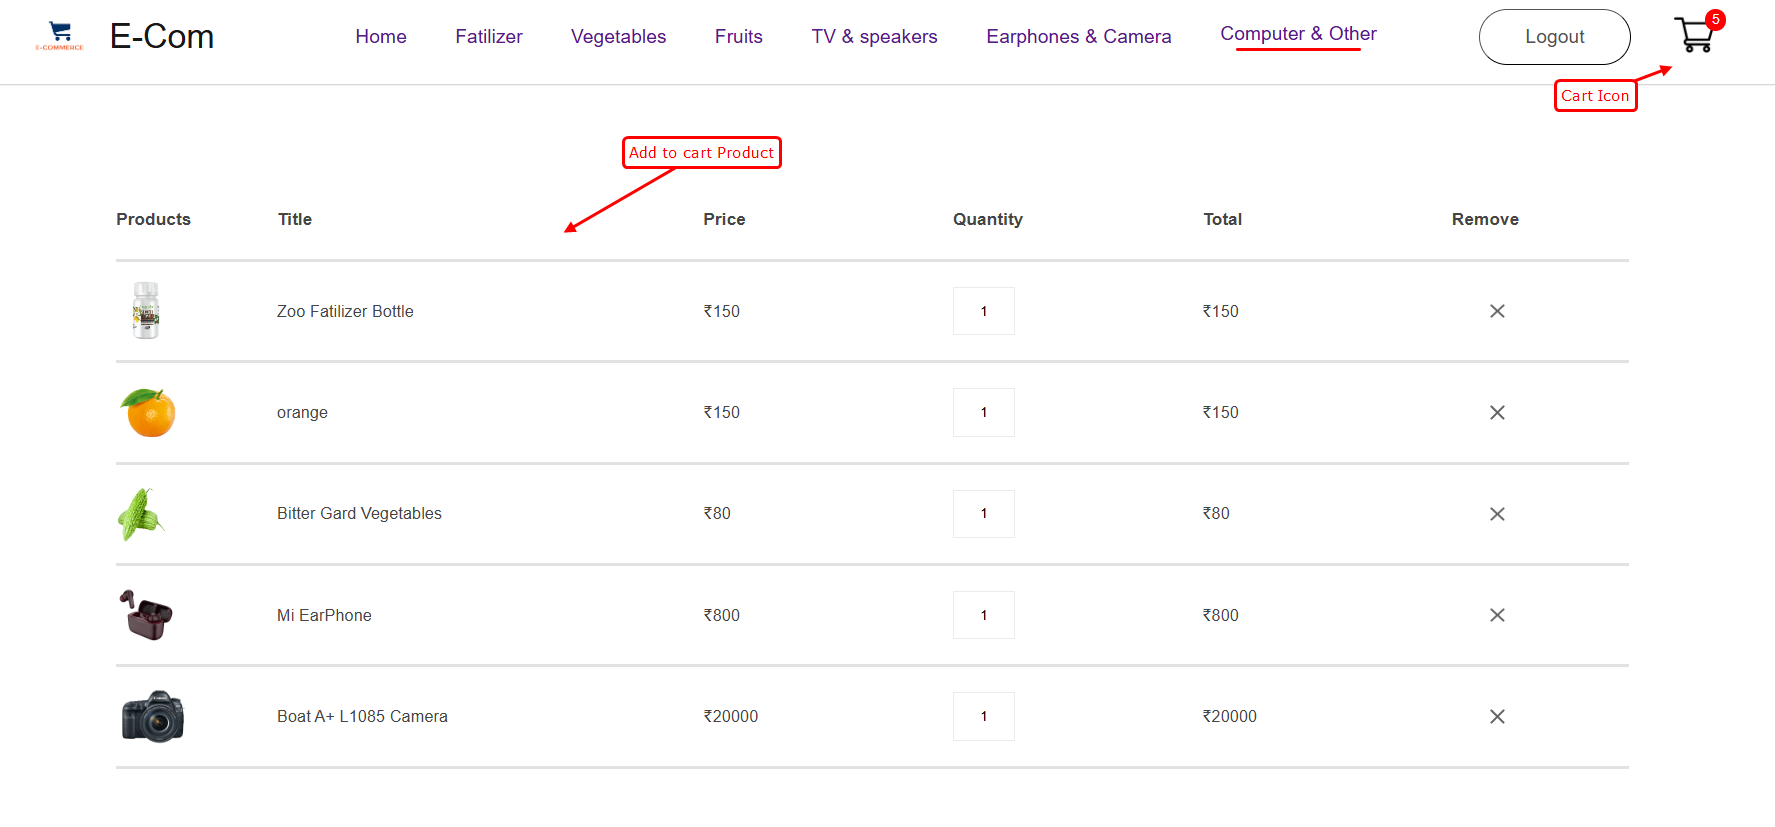 E-COMMERCE
E-Com
Home
Fatilizer
Vegetables
Fruits
TV & speakers
Earphones & Camera
Computer & Other
Logout
5
Cart Icon
Add to cart Product
Products Title Price Quantity Total Remove
Zoo Fatilizer Bottle ₹150 1 ₹150
orange ₹150 1 ₹150
Bitter Gard Vegetables ₹80 1 ₹80
Mi EarPhone ₹800 1 ₹800
Boat A+ L1085 Camera ₹20000 1 ₹20000